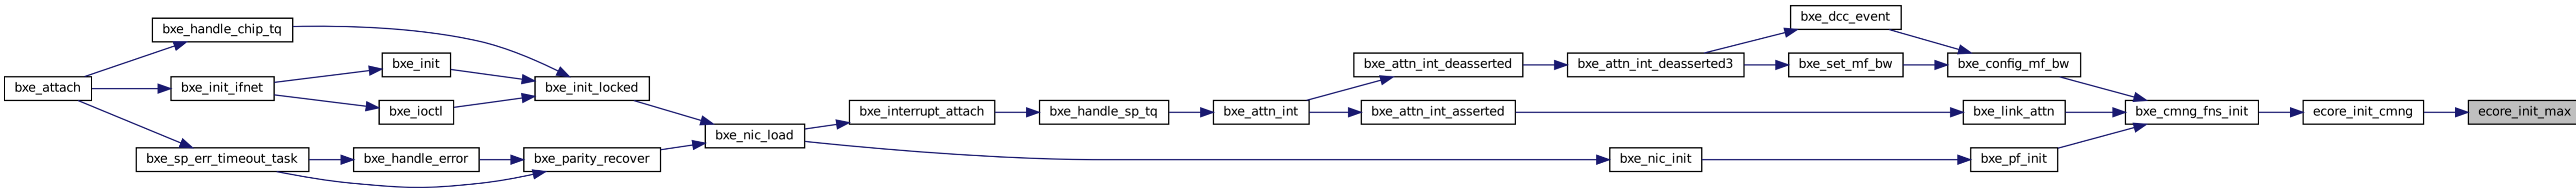 bxe_attach
bxe_handle_chip_tq
bxe_init_ifnet
bxe_sp_err_timeout_task
bxe_init
bxe_ioctl
bxe_handle_error
bxe_init_locked
bxe_parity_recover
bxe_nic_load
bxe_interrupt_attach
bxe_handle_sp_tq
bxe_attn_int
bxe_attn_int_deasserted
bxe_attn_int_asserted
bxe_attn_int_deasserted3
bxe_nic_init
bxe_dcc_event
bxe_set_mf_bw
bxe_config_mf_bw
bxe_link_attn
bxe_pf_init
bxe_cmng_fns_init
ecore_init_cmng
ecore_init_max